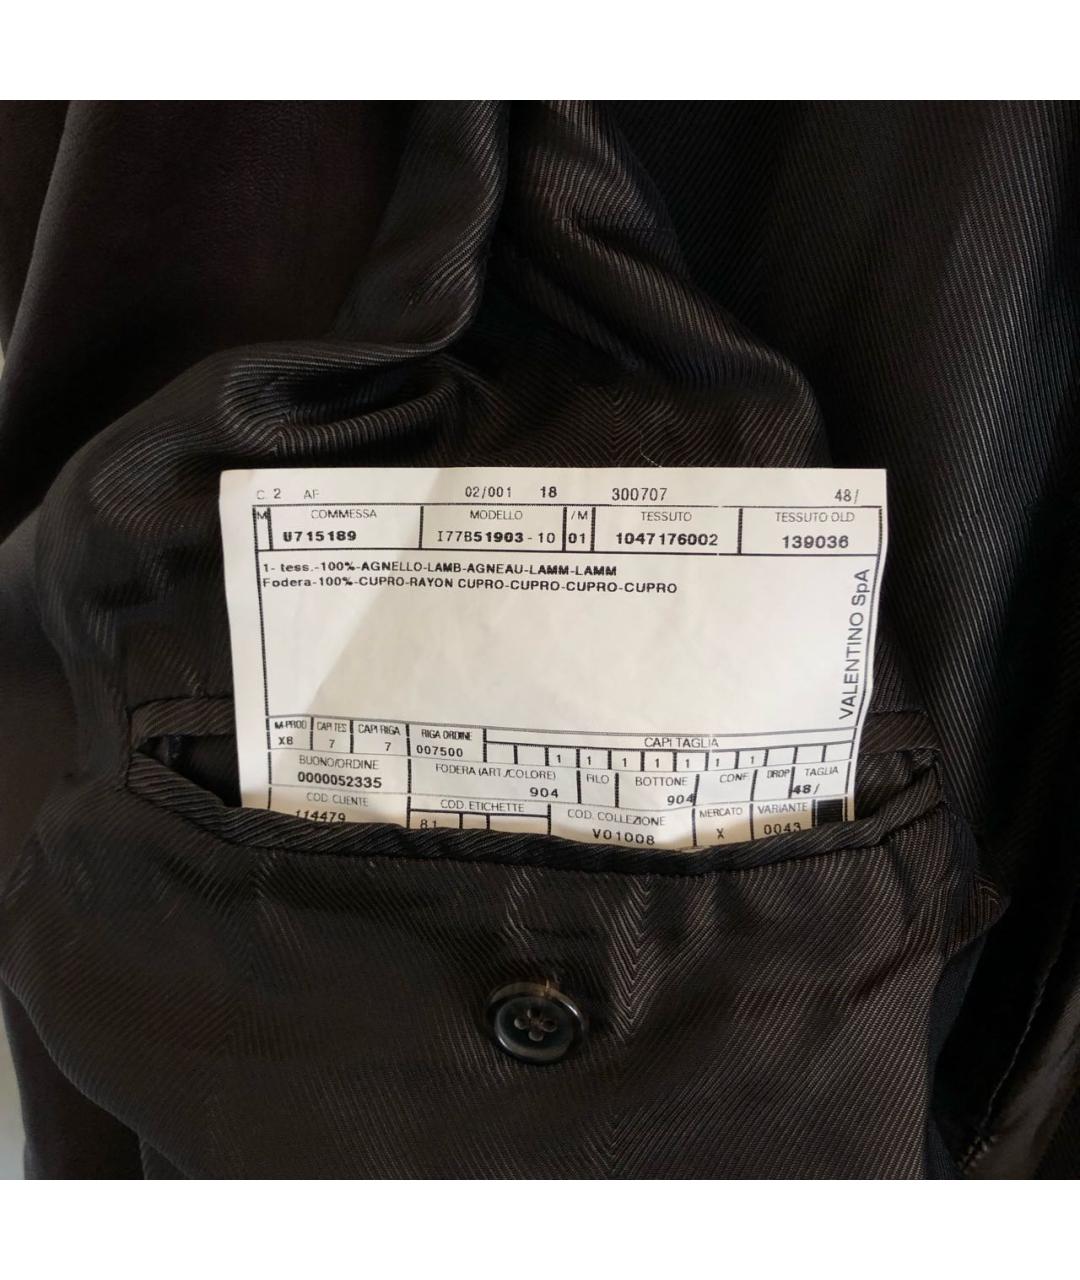 C. 2 AF 02/001 18 300707 48/
M COMMESSA MODELLO /M TESSUTO TESSUTO OLD
U715189 I77B51903-10 01 1047176002 139036
1- tess.-100%-AGNELLO-LAMB-AGNEAU-LAMM-LAMM
Fodera-100%-CUPRO-RAYON CUPRO-CUPRO-CUPRO-CUPRO
VALENTINO SpA
M-PROD CAPI TES CAPI RIGA RIGA ORDINE CAPI TAGLIA
XB 7 7 007500 1 1 1 1 1 1 1
BUONO/ORDINE FODERA (ART./COLORE) FILO BOTTONE CONF DROP TAGLIA
0000052335 904 904 48/
COD CLIENTE COD. ETICHETTE COD. COLLEZIONE MERCATO VARIANTE
114479 81 V01008 X 0043